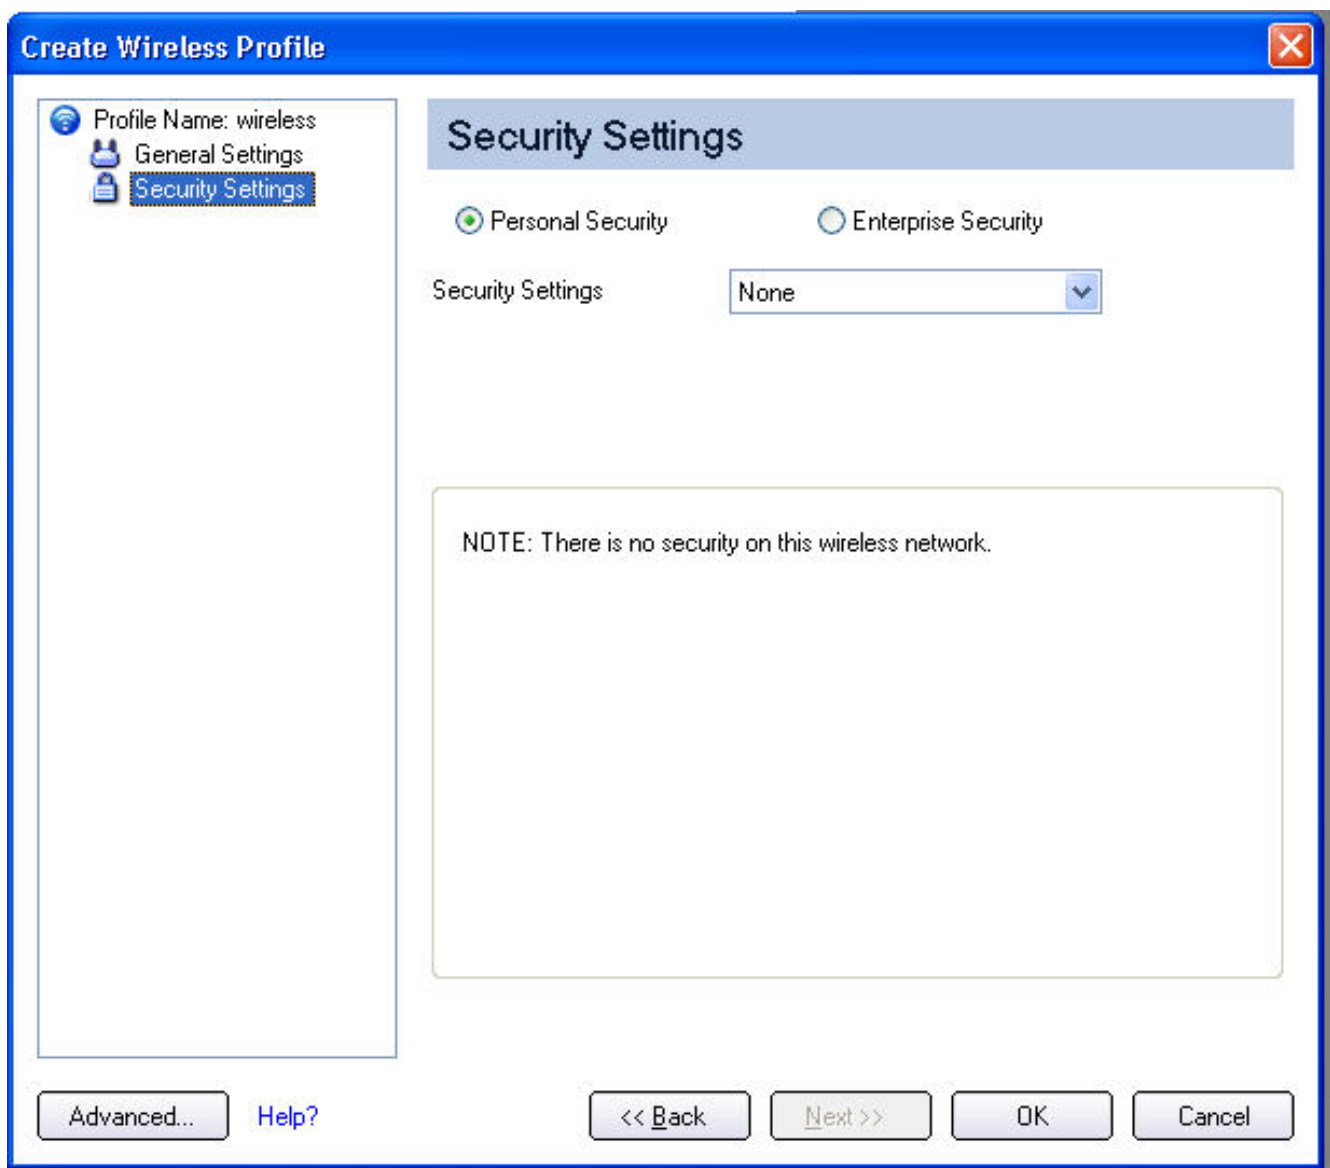 Create Wireless Profile
Profile Name: wireless
General Settings
Security Settings
Security Settings
Personal Security
Enterprise Security
Security Settings
None
NOTE: There is no security on this wireless network.
Advanced...
Help?
<< Back
Next >>
OK
Cancel